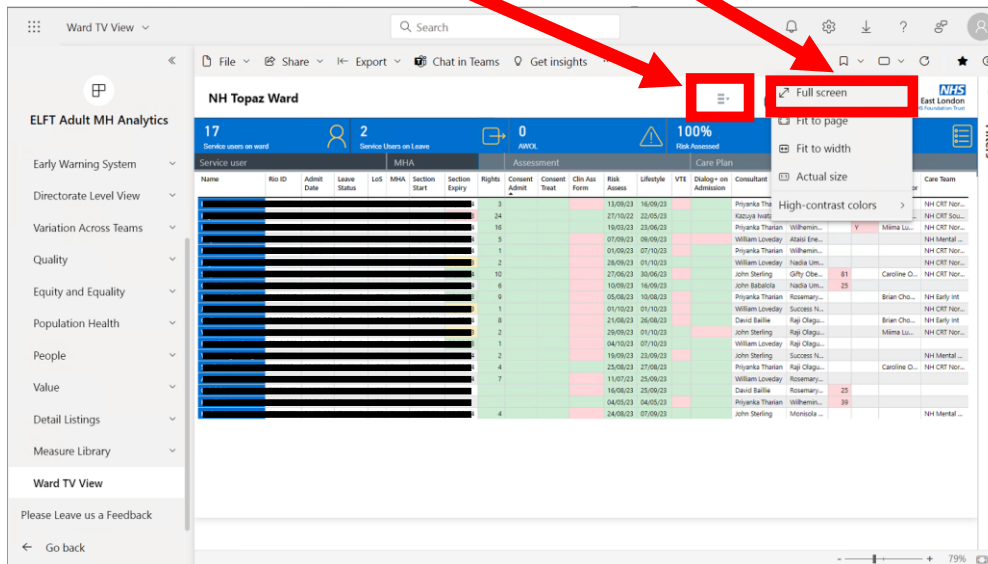 Ward TV View
Search
File Share Export Chat in Teams Get insights
ELFT Adult MH Analytics
Early Warning System
Directorate Level View
Variation Across Teams
Quality
Equity and Equality
Population Health
People
Value
Detail Listings
Measure Library
Ward TV View
Please Leave us a Feedback
Go back
NH Topaz Ward
NHS
East London
NHS Foundation Trust
Full screen
Fit to page
Fit to width
Actual size
High-contrast colors
17 2 0 100%
Service users on ward Service Users on Leave AWOL Risk Assessed
Service user MHA Assessment Care Plan
Name Rio ID Admit Date Leave Status LoS MHA Section Start Section Expiry Rights Consent Admit Consent Treat Clin Ass Form Risk Assess Lifestyle VTE Dialog+ on Admission Consultant Care Team
3 13/09/23 16/09/23 Priyanka Tha NH CRT Nor...
24 27/10/22 22/05/23 Kazuya Iwata NH CRT Sou...
16 19/03/23 23/06/23 Priyanka Tharian Wilhemin... Y Miima Lu... NH CRT Nor...
5 07/09/23 09/09/23 William Loveday Ataisi Ene... NH Mental ...
1 01/09/23 07/10/23 Priyanka Tharian Wilhemin... NH CRT Nor...
2 28/09/23 01/10/23 William Loveday Nadia Um... NH CRT Nor...
10 27/06/23 30/06/23 John Sterling Gifty Obe... 81 Caroline O... NH CRT Nor...
6 10/09/23 16/09/23 John Babalola Nadia Um... 25
9 05/08/23 10/08/23 Priyanka Tharian Rosemary... Brian Cho... NH Early Int
1 01/10/23 01/10/23 William Loveday Success N... NH CRT Nor...
8 21/08/23 26/08/23 David Baillie Raji Olagu... Brian Cho... NH Early Int
2 29/09/23 01/10/23 John Sterling Raji Olagu... Miima Lu... NH CRT Nor...
1 04/10/23 07/10/23 William Loveday Raji Olagu...
2 19/09/23 23/09/23 John Sterling Success N... NH Mental ...
4 25/08/23 27/08/23 Priyanka Tharian Raji Olagu... Caroline O... NH CRT Nor...
7 11/07/23 25/09/23 William Loveday Rosemary...
16/08/23 25/09/23 David Baillie Rosemary... 25
04/05/23 04/05/23 Priyanka Tharian Wilhemin... 39
4 24/08/23 07/09/23 John Sterling Monisola ... NH Mental ...
79%